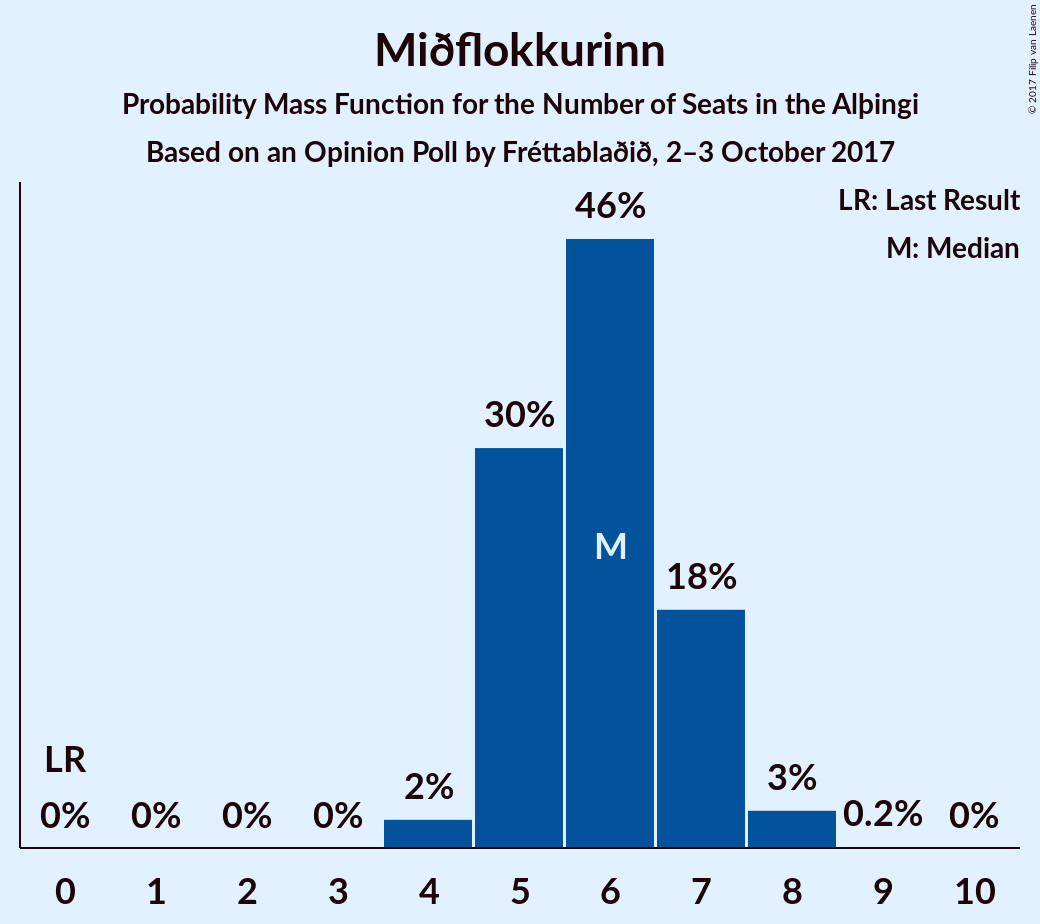 Miðflokkurinn
Probability Mass Function for the Number of Seats in the Alþingi
Based on an Opinion Poll by Fréttablaðið, 2–3 October 2017
© 2017 Filip van Laenen
LR: Last Result
M: Median
46%
30%
M
18%
LR
2%
3%
0% 0% 0% 0% 0.2% 0%
0 1 2 3 4 5 6 7 8 9 10